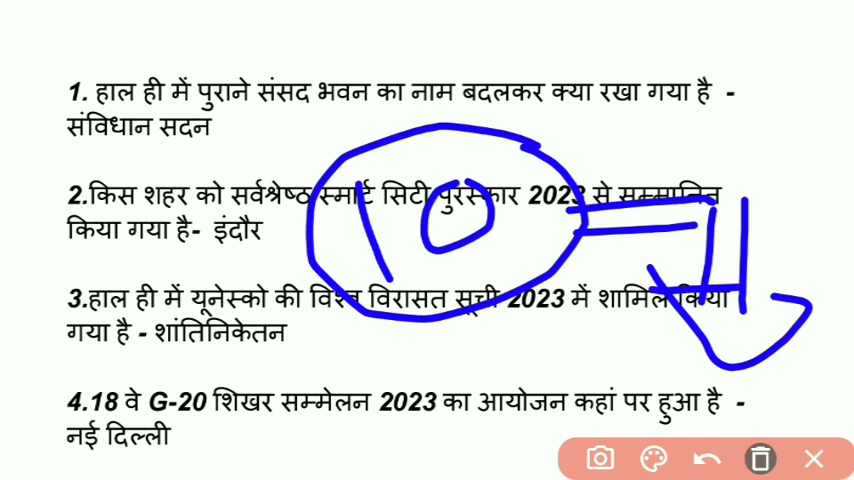 1. हाल ही में पुराने संसद भवन का नाम बदलकर क्या रखा गया है -
संविधान सदन
2.किस शहर को सर्वश्रेष्ठ स्मार्ट सिटी पुरस्कार 2023 से सम्मानित
किया गया है- इंदौर
10
3.हाल ही में यूनेस्को की विश्व विरासत सूची 2023 में शामिल किया
गया है - शांतिनिकेतन
4.18 वे G-20 शिखर सम्मेलन 2023 का आयोजन कहां पर हुआ है -
नई दिल्ली